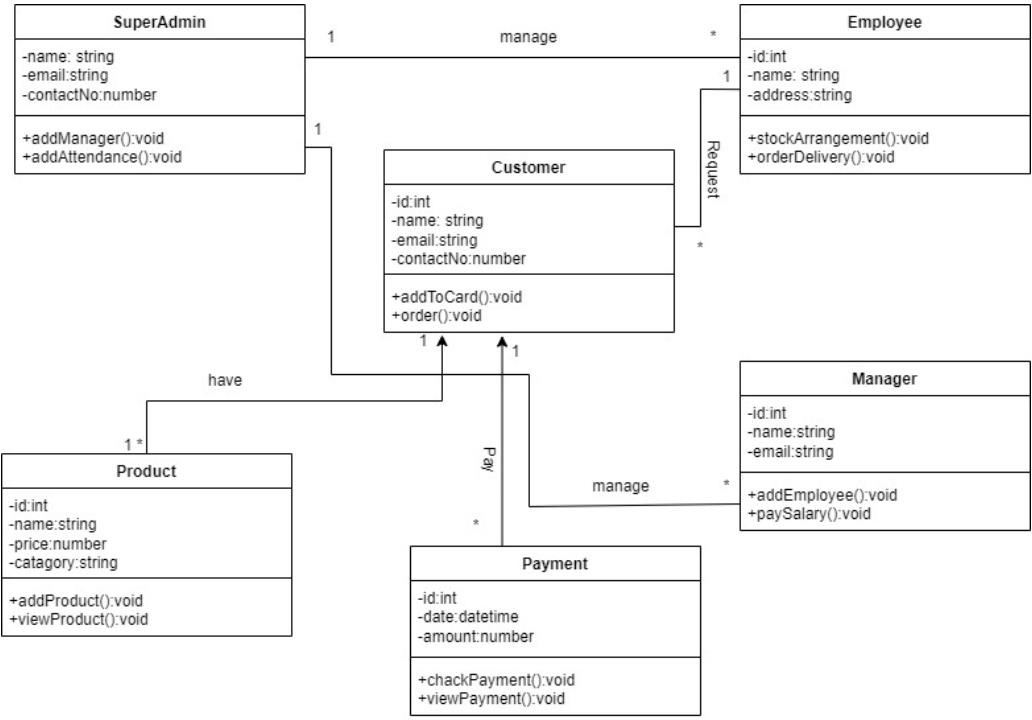 SuperAdmin
-name: string
-email:string
-contactNo:number
+addManager():void
+addAttendance():void
1
manage
*
Employee
-id:int
-name: string
-address:string
+stockArrangement():void
+orderDelivery():void
1
Request
*
1
Customer
-id:int
-name: string
-email:string
-contactNo:number
+addToCard():void
+order():void
1
1
have
1 *
Product
-id:int
-name:string
-price:number
-catagory:string
+addProduct():void
+viewProduct():void
Pay
*
manage
*
Manager
-id:int
-name:string
-email:string
+addEmployee():void
+paySalary():void
Payment
-id:int
-date:datetime
-amount:number
+chackPayment():void
+viewPayment():void